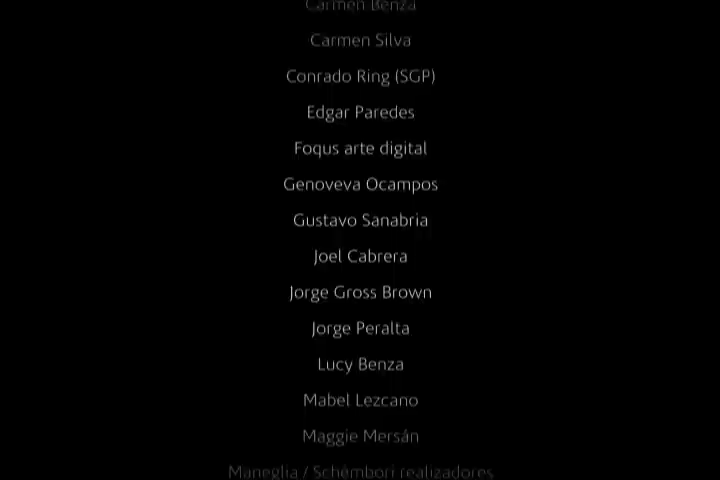 Carmen Benza
Carmen Silva
Conrado Ring (SGP)
Edgar Paredes
Foqus arte digital
Genoveva Ocampos
Gustavo Sanabria
Joel Cabrera
Jorge Gross Brown
Jorge Peralta
Lucy Benza
Mabel Lezcano
Maggie Mersán
Maneglia / Schémbori realizadores